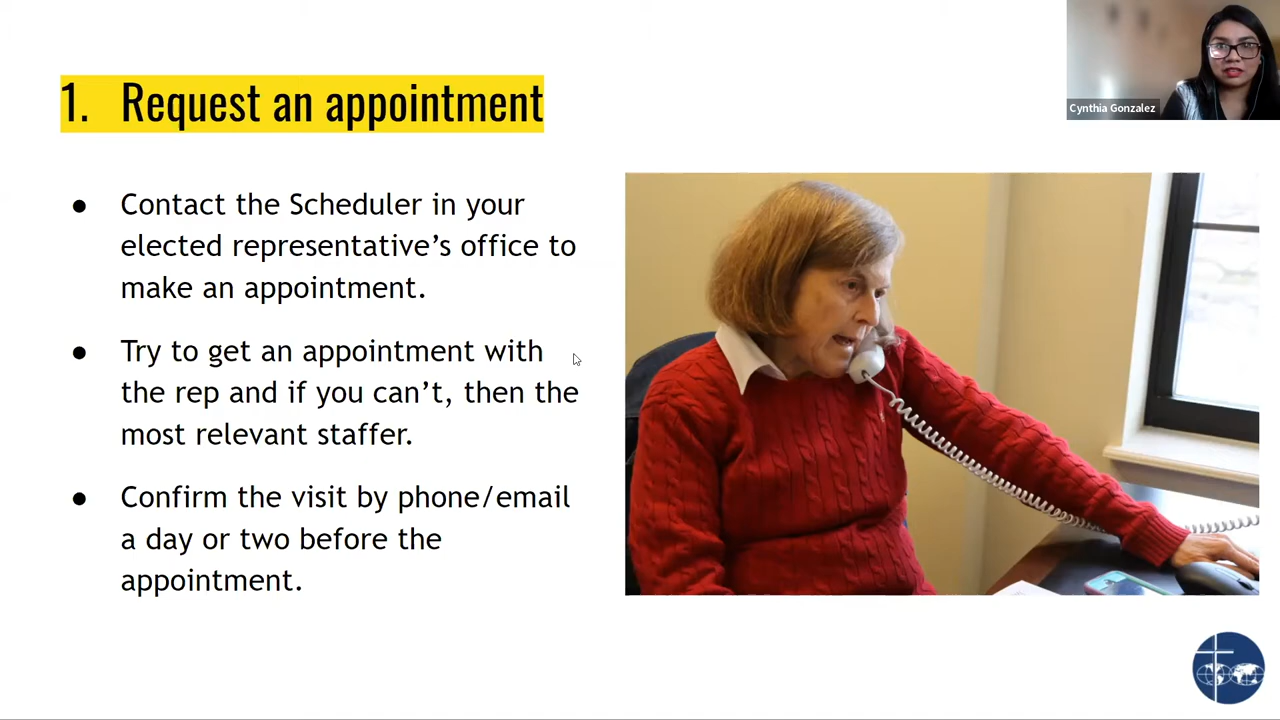 1. Request an appointment
Cynthia Gonzalez
● Contact the Scheduler in your
elected representative’s office to
make an appointment.
● Try to get an appointment with
the rep and if you can’t, then the
most relevant staffer.
● Confirm the visit by phone/email
a day or two before the
appointment.